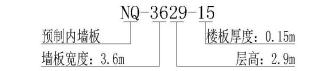 NQ-3629-15
预制内墙板
楼板厚度: 0.15m
墙板宽度: 3.6m
层高: 2.9m